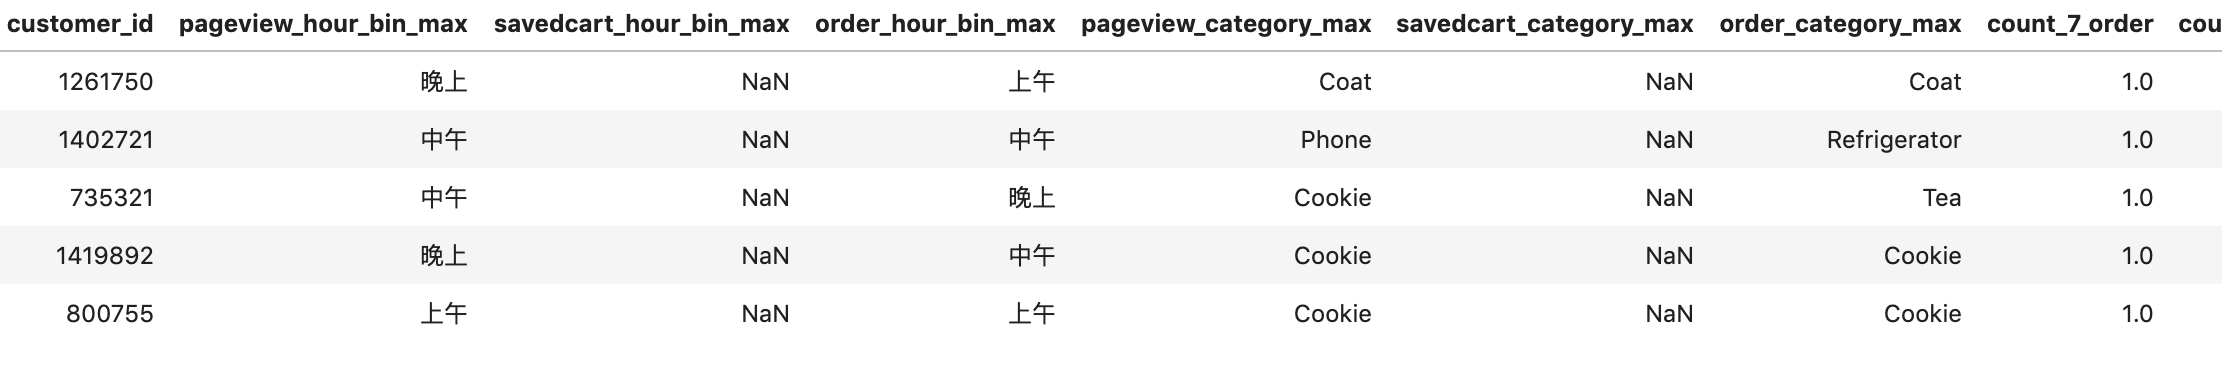 customer_id pageview_hour_bin_max savedcart_hour_bin_max order_hour_bin_max pageview_category_max savedcart_category_max order_category_max count_7_order cou
1261750 晚上 NaN 上午 Coat NaN Coat 1.0
1402721 中午 NaN 中午 Phone NaN Refrigerator 1.0
735321 中午 NaN 晚上 Cookie NaN Tea 1.0
1419892 晚上 NaN 中午 Cookie NaN Cookie 1.0
800755 上午 NaN 上午 Cookie NaN Cookie 1.0